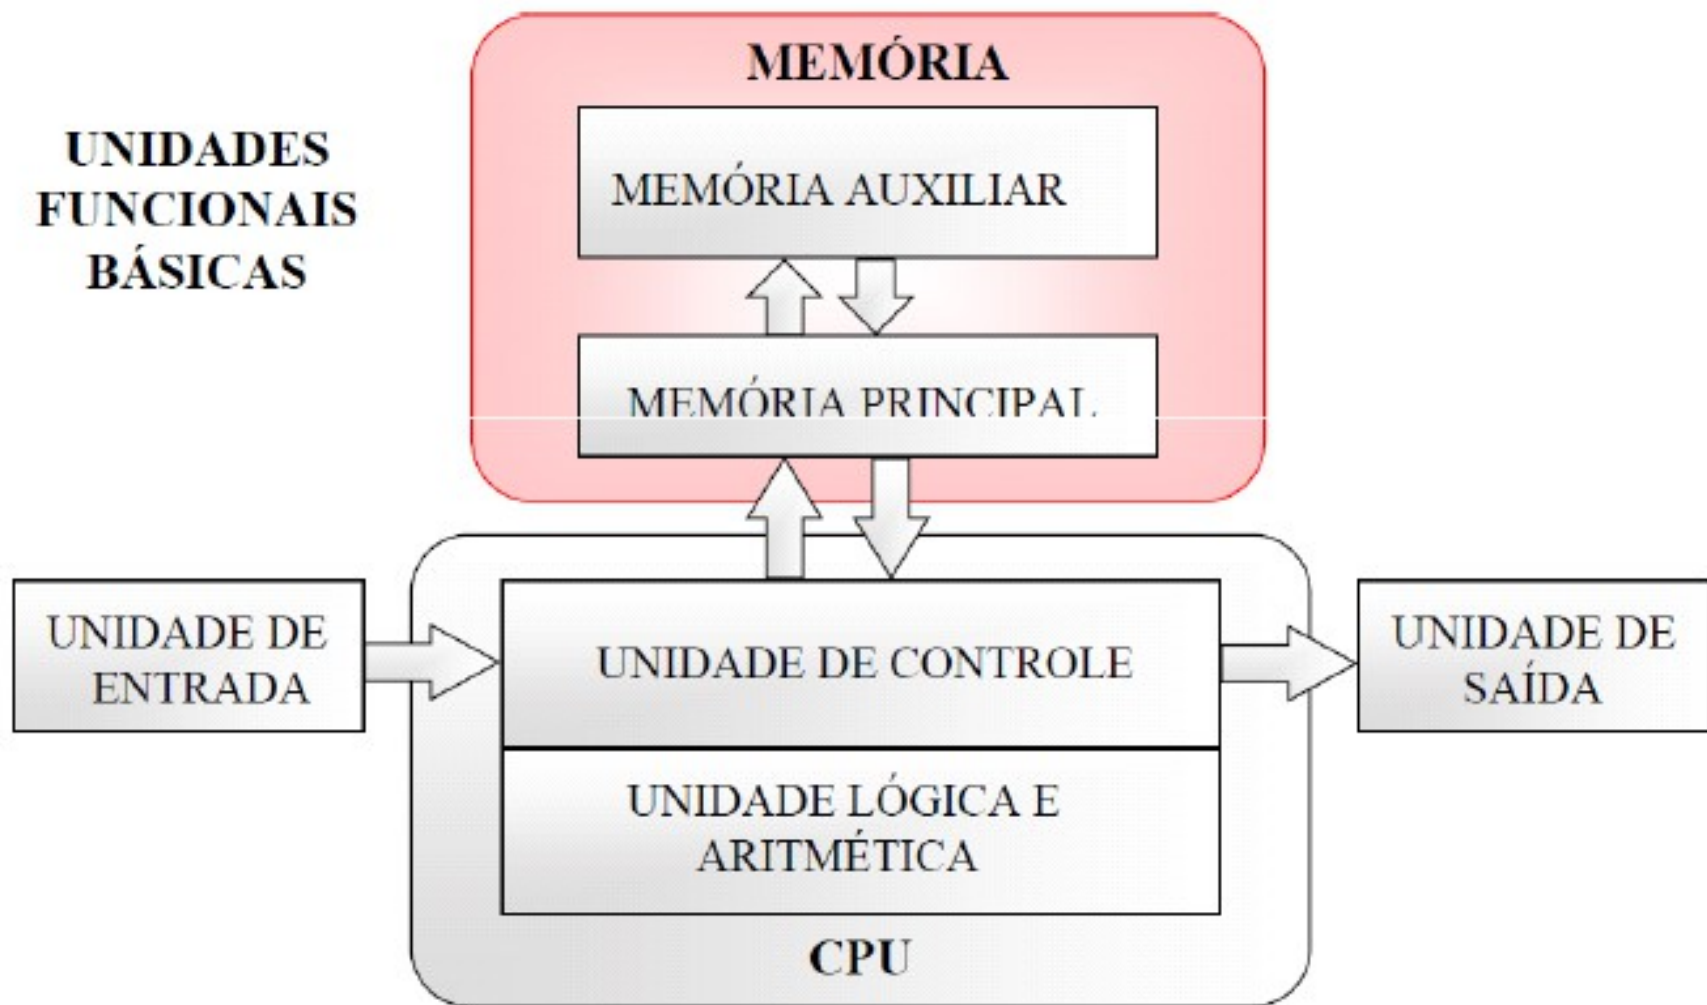 MEMÓRIA
UNIDADES
FUNCIONAIS
BÁSICAS
MEMÓRIA AUXILIAR
MEMÓRIA PRINCIPAL
UNIDADE DE
ENTRADA
UNIDADE DE CONTROLE
UNIDADE DE
SAÍDA
UNIDADE LÓGICA E
ARITMÉTICA
CPU